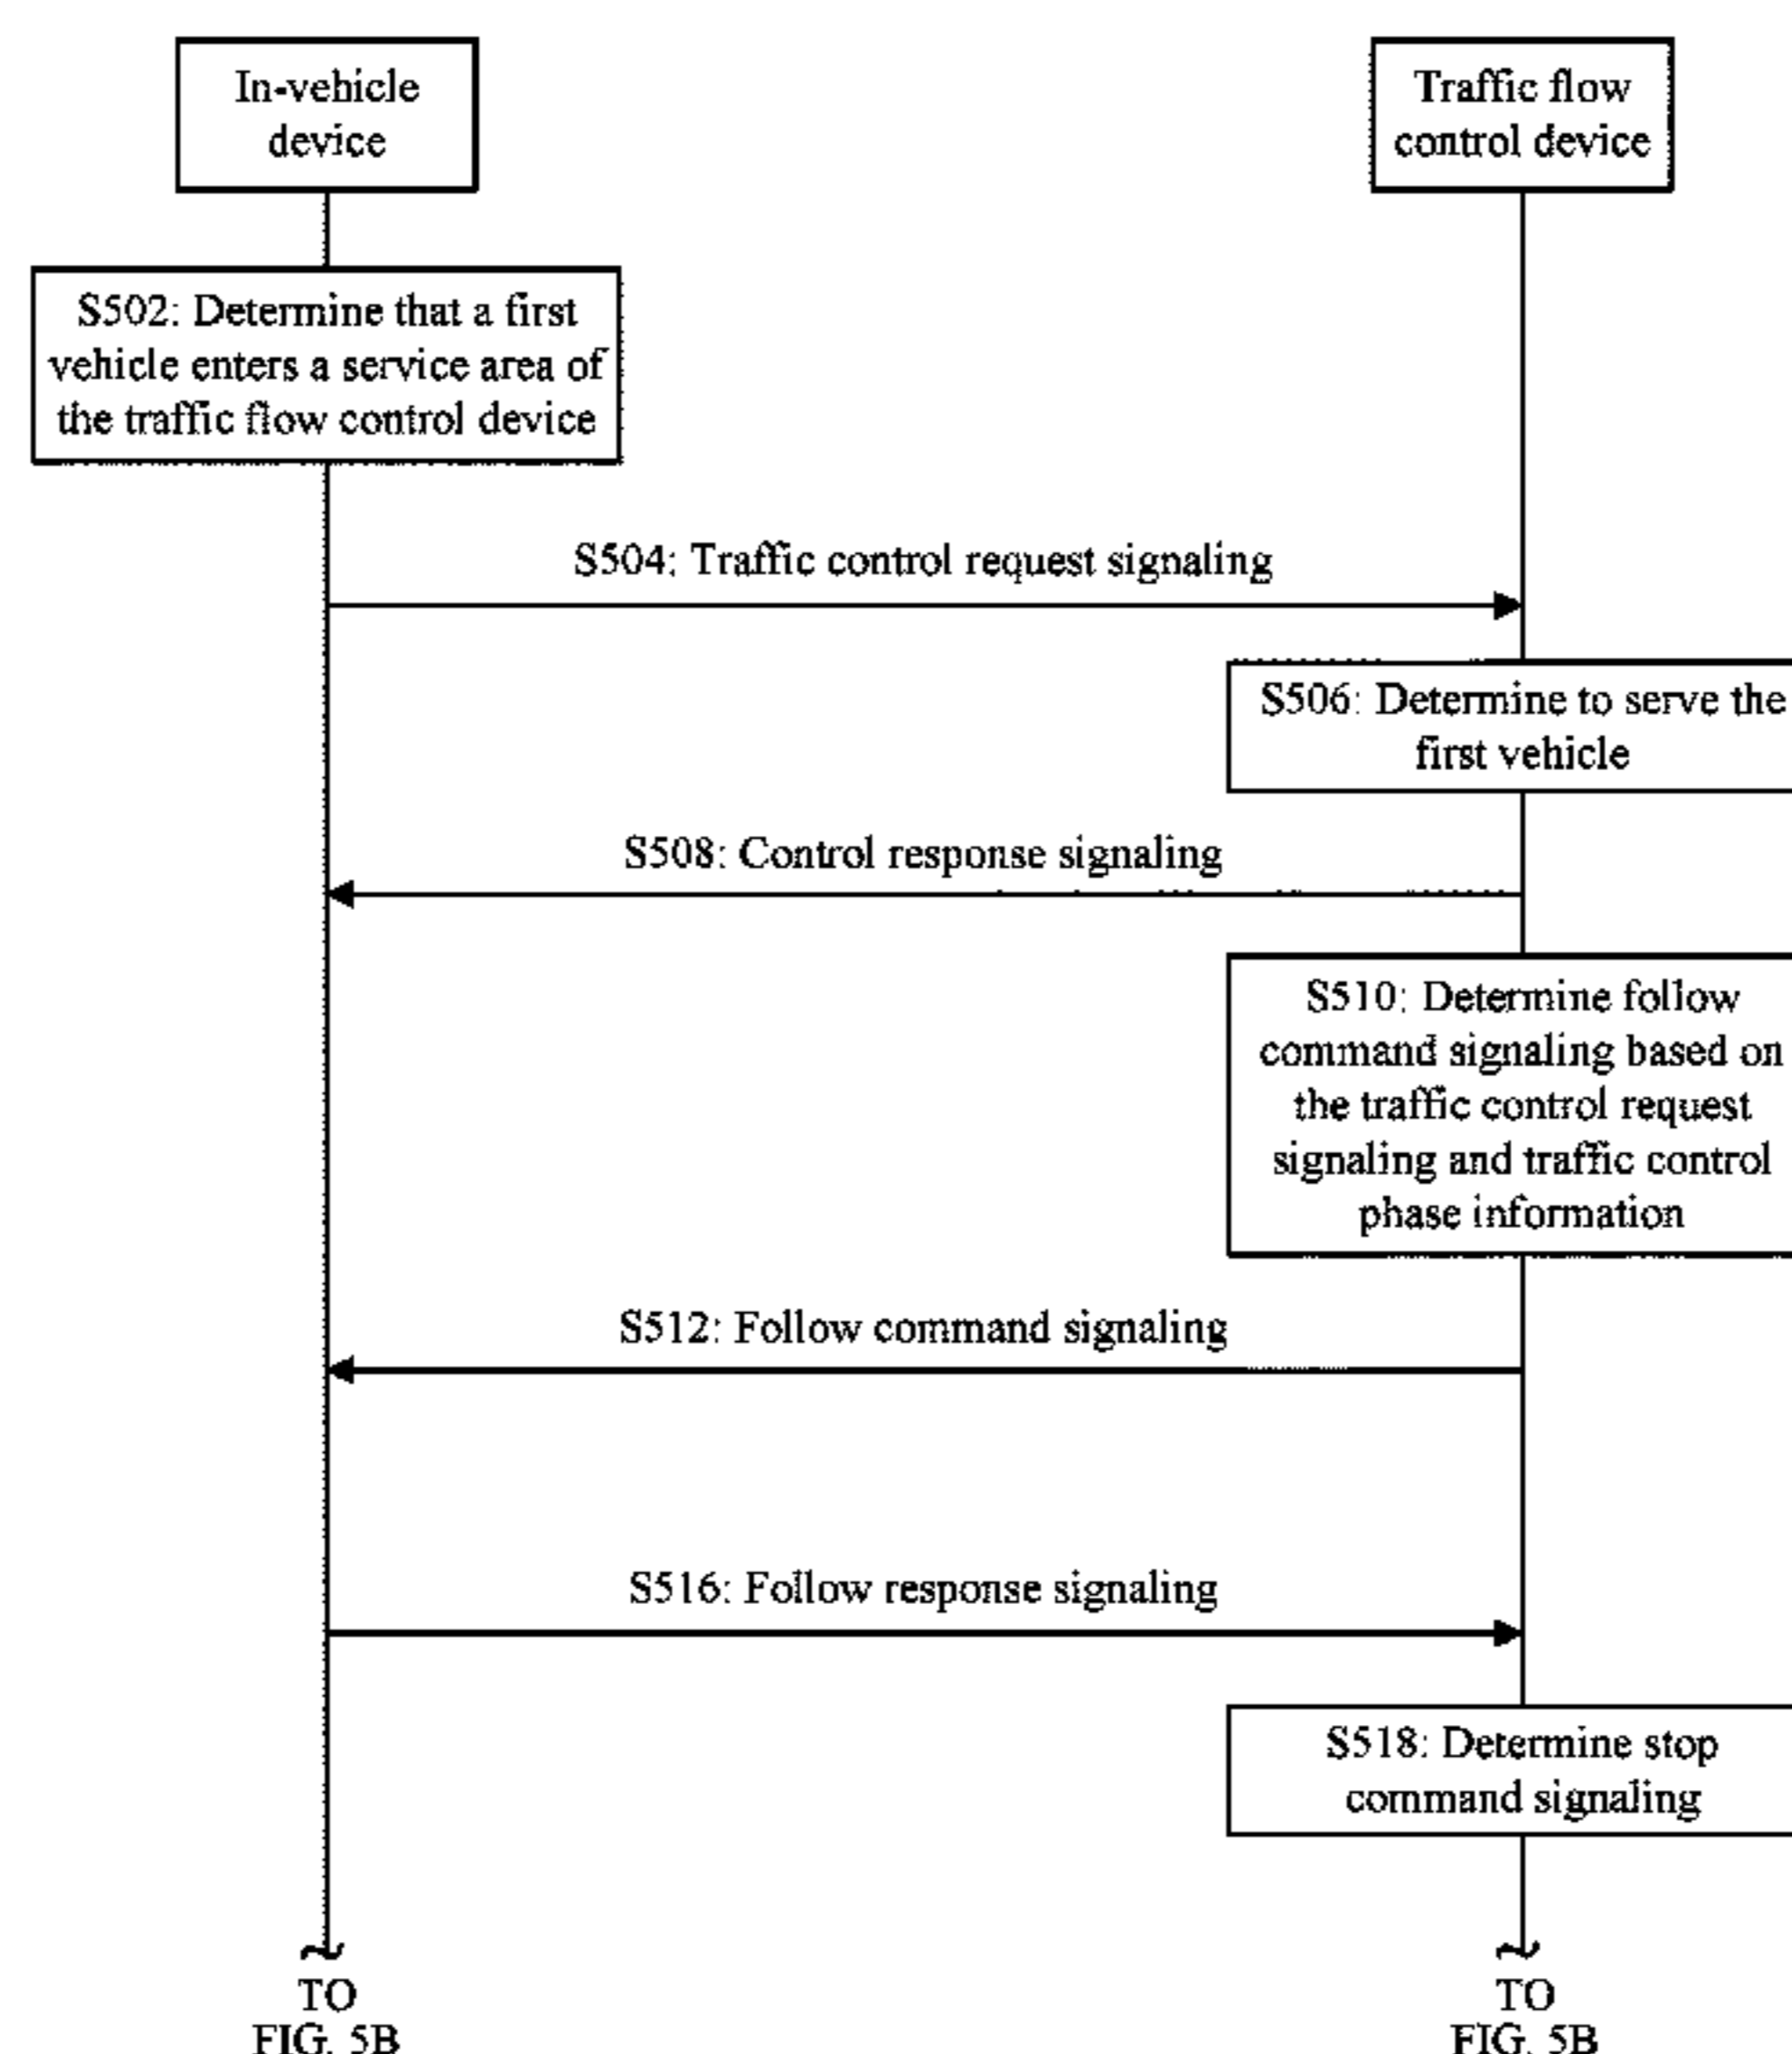 In-vehicle
device
Traffic flow
control device
S502: Determine that a first
vehicle enters a service area of
the traffic flow control device
S504: Traffic control request signaling
S506: Determine to serve the
first vehicle
S508: Control response signaling
S510: Determine follow
command signaling based on
the traffic control request
signaling and traffic control
phase information
S512: Follow command signaling
S516: Follow response signaling
S518: Determine stop
command signaling
TO
FIG. 5B
TO
FIG. 5B